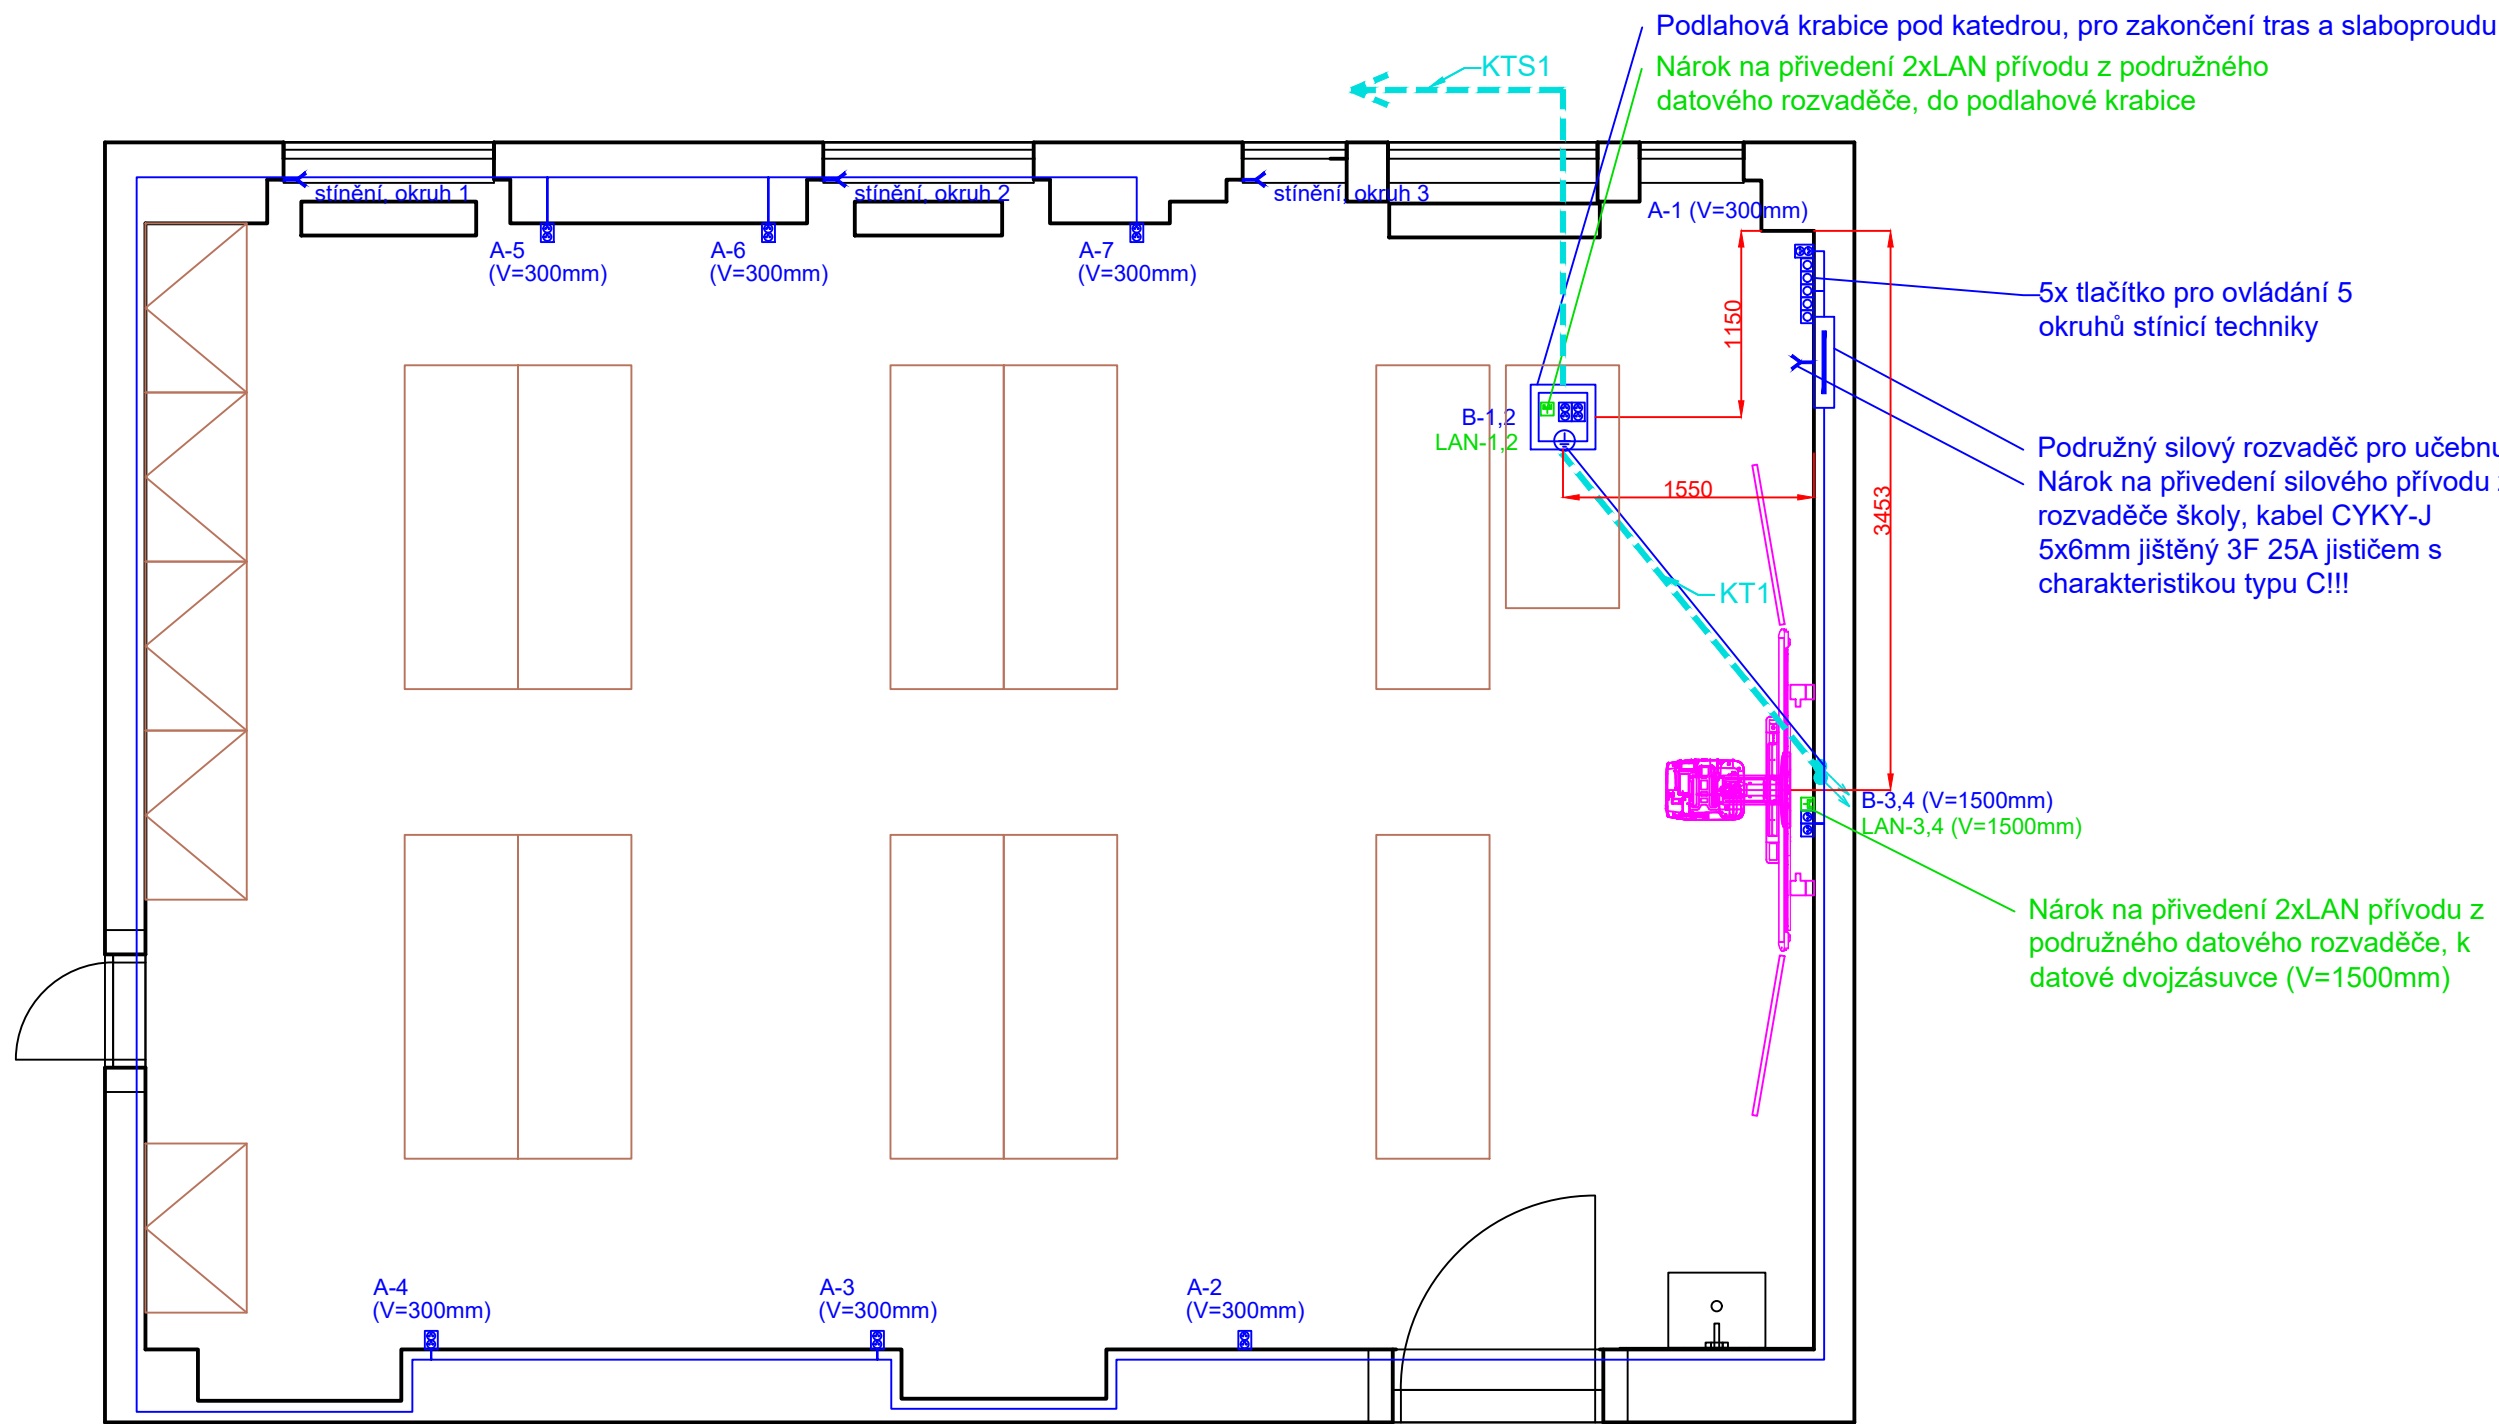 Podlahová krabice pod katedrou, pro zakončení tras a slaboproudu
KTS1
Nárok na přivedení 2xLAN přívodu z podružného
datového rozvaděče, do podlahové krabice
stínění, okruh 1
stínění, okruh 2
stínění, okruh 3
A-1 (V=300mm)
A-5
(V=300mm)
A-6
(V=300mm)
A-7
(V=300mm)
5x tlačítko pro ovládání 5
okruhů stínicí techniky
1150
B-1,2
LAN-1,2
1550
3453
Podružný silový rozvaděč pro učebnu
Nárok na přivedení silového přívodu
rozvaděče školy, kabel CYKY-J
5x6mm jištěný 3F 25A jističem s
charakteristikou typu C!!!
KT1
B-3,4 (V=1500mm)
LAN-3,4 (V=1500mm)
Nárok na přivedení 2xLAN přívodu z
podružného datového rozvaděče, k
datové dvojzásuvce (V=1500mm)
A-4
(V=300mm)
A-3
(V=300mm)
A-2
(V=300mm)